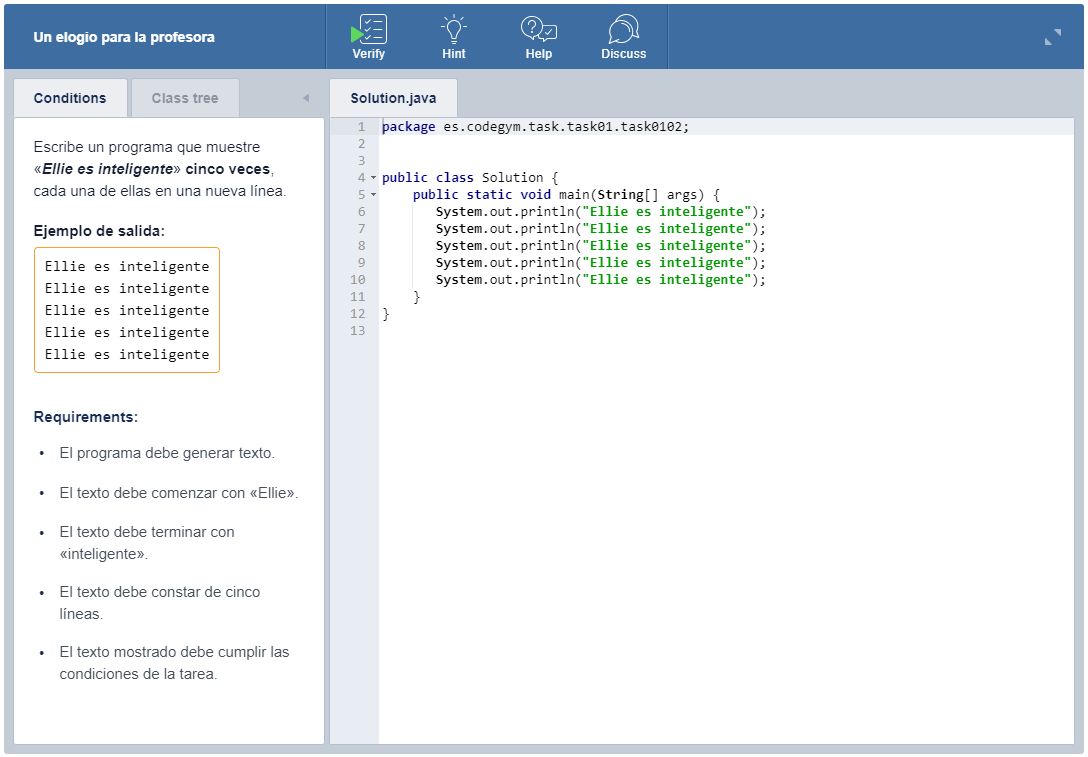 Un elogio para la profesora
Verify
Hint
Help
Discuss
Conditions
Class tree
Solution.java
Escribe un programa que muestre
«Ellie es inteligente» cinco veces,
cada una de ellas en una nueva línea.
Ejemplo de salida:
Ellie es inteligente
Ellie es inteligente
Ellie es inteligente
Ellie es inteligente
Ellie es inteligente
Requirements:
• El programa debe generar texto.
• El texto debe comenzar con «Ellie».
• El texto debe terminar con
«inteligente».
• El texto debe constar de cinco
líneas.
• El texto mostrado debe cumplir las
condiciones de la tarea.
1 package es.codegym.task.task01.task0102;
2
3
4 public class Solution {
5     public static void main(String[] args) {
6        System.out.println("Ellie es inteligente");
7        System.out.println("Ellie es inteligente");
8        System.out.println("Ellie es inteligente");
9        System.out.println("Ellie es inteligente");
10        System.out.println("Ellie es inteligente");
11     }
12 }
13